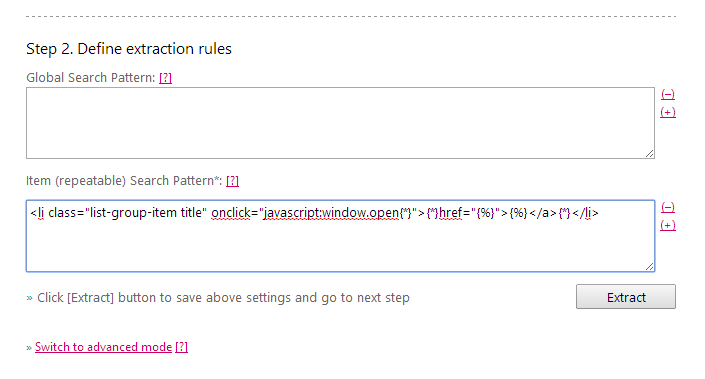 Step 2. Define extraction rules
Global Search Pattern: [?]
(−)
(+)
Item (repeatable) Search Pattern*: [?]
<li class="list-group-item title" onclick="javascript:window.open{*}">{*}href="{%}">{%}</a>{*}</li>
(−)
(+)
» Click [Extract] button to save above settings and go to next step
Extract
» Switch to advanced mode [?]